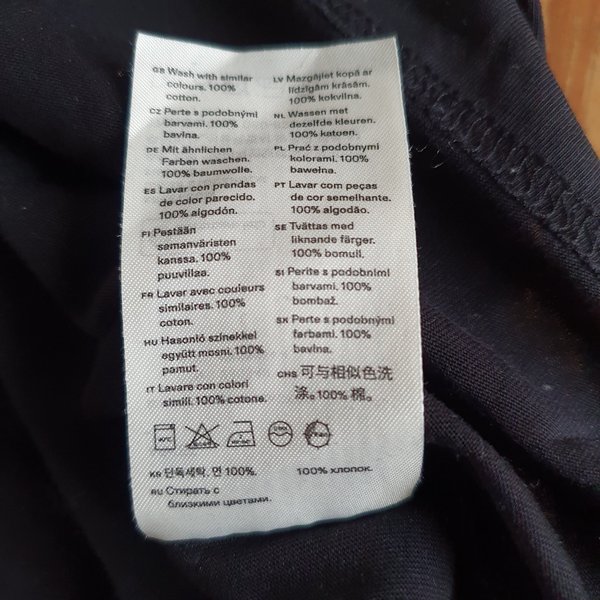 GB Wash with similar
colours. 100%
cotton.
CZ Perte s podobnými
barvami. 100%
bavlna.
DE Mit ähnlichen
Farben waschen.
100% baumwolle.
ES Lavar con prendas
de color parecido.
100% algodón.
FI Pestään
samanväristen
kanssa. 100%
puuvillaa.
FR Laver avec couleurs
similaires. 100%
coton.
HU Hasonló színekkel
együtt mosni. 100%
pamut.
IT Lavare con colori
simili. 100% cotone.
LV Mazgājiet kopā ar
līdzīgām krāsām.
100% kokvilna.
NL Wassen met
dezelfde kleuren.
100% katoen.
PL Prać z podobnymi
kolorami. 100%
bawełna.
PT Lavar com peças
de cor semelhante.
100% algodão.
SE Tvättas med
liknande färger.
100% bomull.
SI Perite s podobnimi
barvami. 100%
bombaž.
SK Perte s podobnými
farbami. 100%
bavlna.
CHS 可与相似色洗
涤。100% 棉。
40°C
KR 단독세탁. 면 100%.
RU Стирать с
близкими цветами.
100% хлопок.